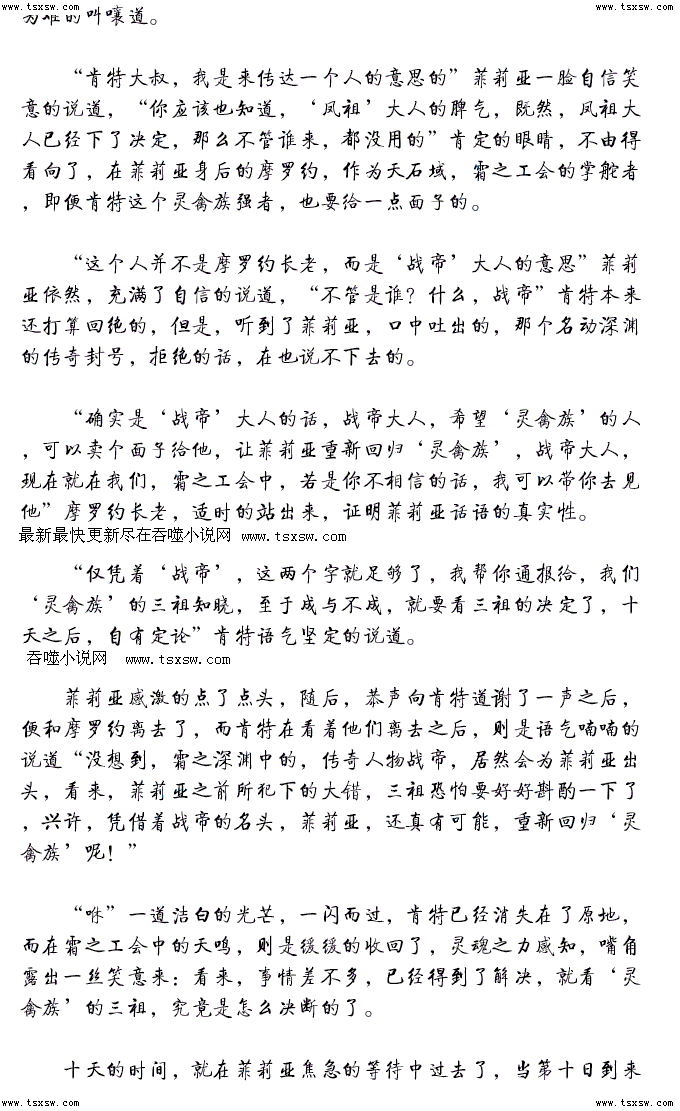 www.tsxsw.com www.tsxsw.com
为难的叫嚷道。
“肯特大叔，我是来传达一个人的意思的”菲莉亚一脸自信笑
意的说道，“你应该也知道，‘凤祖’大人的脾气，既然，凤祖大
人已经下了决定，那么不管谁来，都没用的”肯定的眼睛，不由得
看向了，在菲莉亚身后的摩罗约，作为天石域，霜之工会的掌舵者
，即便肯特这个灵禽族强者，也要给一点面子的。
“这个人并不是摩罗约长老，而是‘战帝’大人的意思”菲莉
亚依然，充满了自信的说道，“不管是谁？什么，战帝”肯特本来
还打算回绝的，但是，听到了菲莉亚，口中吐出的，那个名动深渊
的传奇封号，拒绝的话，在也说不下去的。
“确实是‘战帝’大人的话，战帝大人，希望‘灵禽族’的人
，可以卖个面子给他，让菲莉亚重新回归‘灵禽族’，战帝大人，
现在就在我们，霜之工会中，若是你不相信的话，我可以带你去见
他”摩罗约长老，适时的站出来，证明菲莉亚话语的真实性。
最新最快更新尽在吞噬小说网 www.tsxsw.com
“仅凭着‘战帝’，这两个字就足够了，我帮你通报给，我们
‘灵禽族’的三祖知晓，至于成与不成，就要看三祖的决定了，十
天之后，自有定论”肯特语气坚定的说道。
吞噬小说网 www.tsxsw.com
菲莉亚感激的点了点头，随后，恭声向肯特道谢了一声之后，
便和摩罗约离去了，而肯特在看着他们离去之后，则是语气喃喃的
说道“没想到，霜之深渊中的，传奇人物战帝，居然会为菲莉亚出
头，看来，菲莉亚之前所犯下的大错，三祖恐怕要好好斟酌一下了
，兴许，凭借着战帝的名头，菲莉亚，还真有可能，重新回归‘灵
禽族’呢！”
“咻”一道洁白的光芒，一闪而过，肯特已经消失在了原地，
而在霜之工会中的天鸣，则是缓缓的收回了，灵魂之力感知，嘴角
露出一丝笑意来：看来，事情差不多，已经得到了解决，就看‘灵
禽族’的三祖，究竟是怎么决断的了。
十天的时间，就在菲莉亚焦急的等待中过去了，当第十日到来
www.tsxsw.com www.tsxsw.com